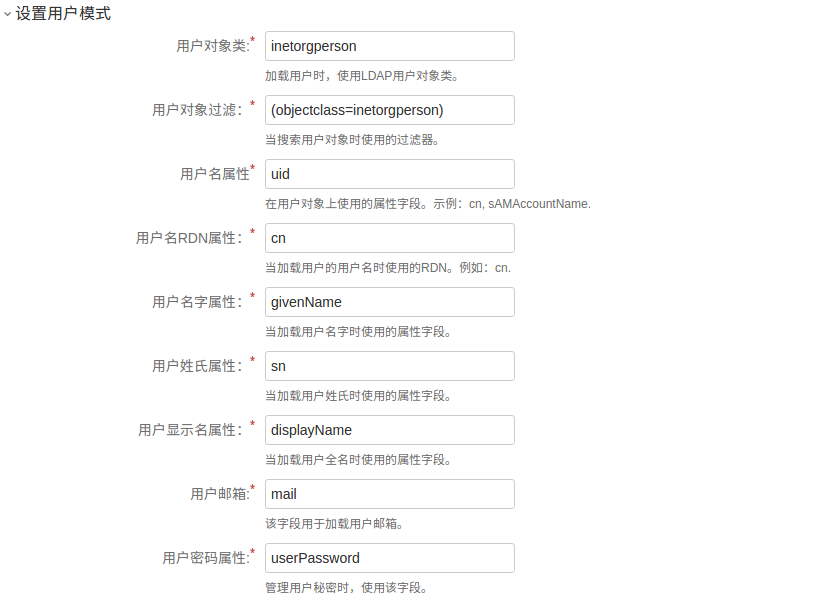 设置用户模式
用户对象类:* inetorgperson
加载用户时，使用LDAP用户对象类。
用户对象过滤：* (objectclass=inetorgperson)
当搜索用户对象时使用的过滤器。
用户名属性* uid
在用户对象上使用的属性字段。示例：cn, sAMAccountName.
用户名RDN属性：* cn
当加载用户的用户名时使用的RDN。例如：cn.
用户名字属性：* givenName
当加载用户名字时使用的属性字段。
用户姓氏属性：* sn
当加载用户姓氏时使用的属性字段。
用户显示名属性：* displayName
当加载用户全名时使用的属性字段。
用户邮箱:* mail
该字段用于加载用户邮箱。
用户密码属性:* userPassword
管理用户秘密时，使用该字段。